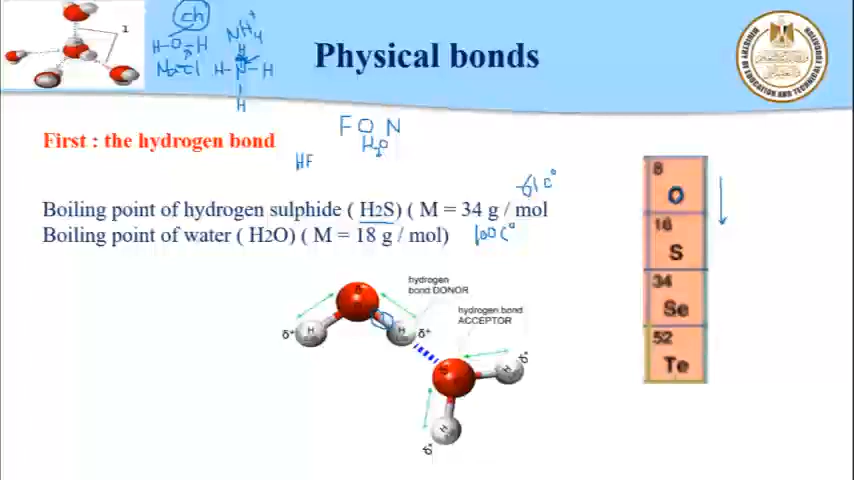 1
ch
H-O-H
NaCl
NH4+
H
H-N-H
H
Physical bonds
First : the hydrogen bond
F O N
H2O
HF
-61 C°
Boiling point of hydrogen sulphide ( H2S) ( M = 34 g / mol
Boiling point of water ( H2O) ( M = 18 g / mol) 100 C°
hydrogen
bond DONOR
hydrogen bond
ACCEPTOR
δ+ H H δ+
H δ+
H
δ+
8
O
16
S
34
Se
52
Te